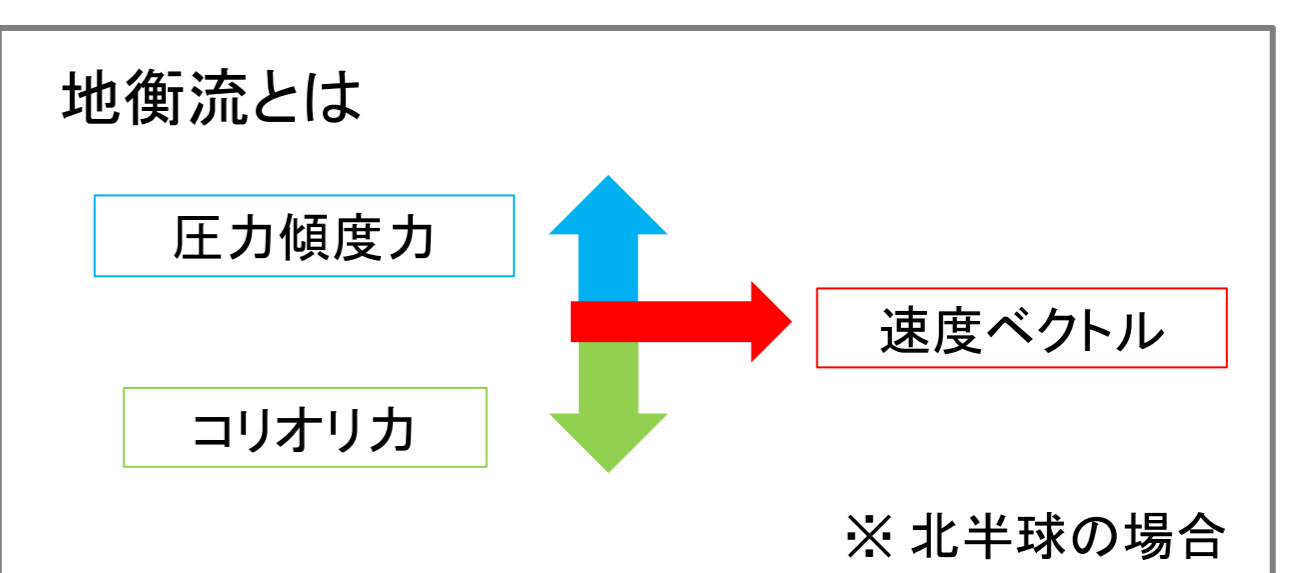 地衡流とは
圧力傾度力
速度ベクトル
コリオリ力
※ 北半球の場合